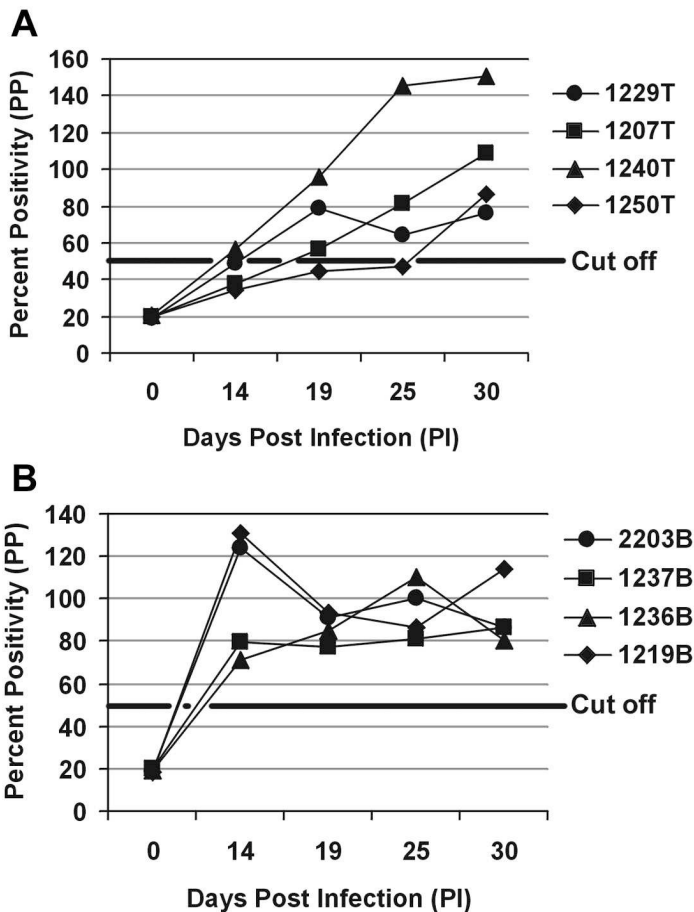 A
Percent Positivity (PP)
160
140
120
100
80
60
40
20
0
0 14 19 25 30
Days Post Infection (PI)
1229T
1207T
1240T
1250T
Cut off
B
Percent Positivity (PP)
140
120
100
80
60
40
20
0
0 14 19 25 30
Days Post Infection (PI)
2203B
1237B
1236B
1219B
Cut off